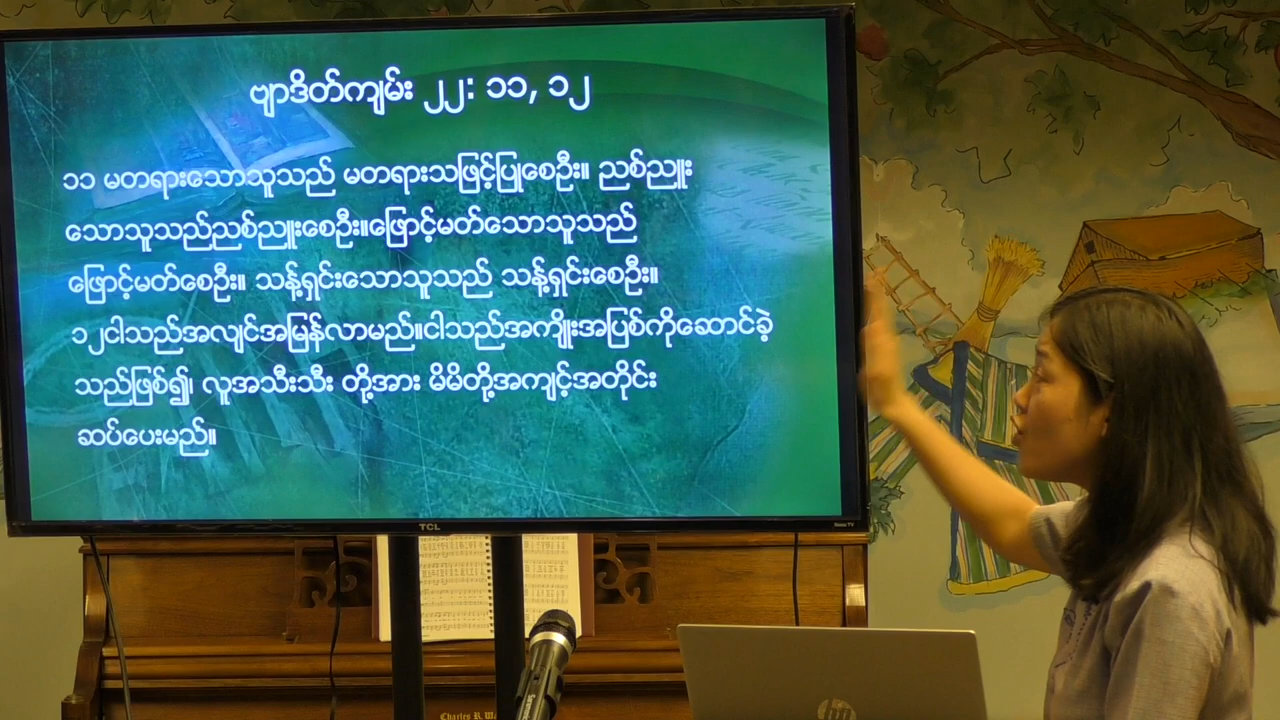 ဗျာဒိတ်ကျမ်း ၂၂: ၁၁, ၁၂
၁၁ မတရားသောသူသည် မတရားသဖြင့်ပြုစေဦး။ ညစ်ညူး
သောသူသည်ညစ်ညူးစေဦး။ဖြောင့်မတ်သောသူသည်
ဖြောင့်မတ်စေဦး။ သန့်ရှင်းသောသူသည် သန့်ရှင်းစေဦး။
၁၂ငါသည်အလျင်အမြန်လာမည်။ငါသည်အကျိုးအပြစ်ကိုဆောင်ခဲ့
သည်ဖြစ်၍၊ လူအသီးသီး တို့အား မိမိတို့အကျင့်အတိုင်း
ဆပ်ပေးမည်။
TCL
Roku TV
Charles R.
hp